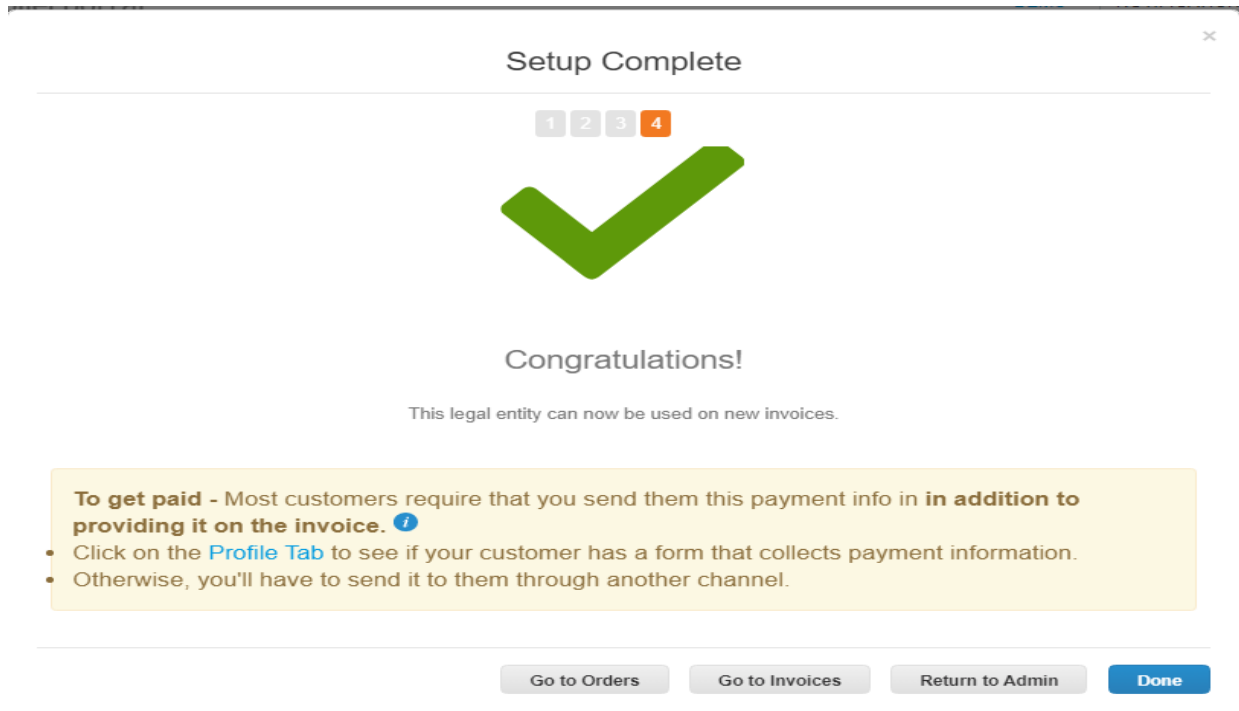 ×
Setup Complete
1 2 3 4
Congratulations!
This legal entity can now be used on new invoices.
To get paid - Most customers require that you send them this payment info in in addition to
providing it on the invoice. i
• Click on the Profile Tab to see if your customer has a form that collects payment information.
• Otherwise, you'll have to send it to them through another channel.
Go to Orders Go to Invoices Return to Admin Done